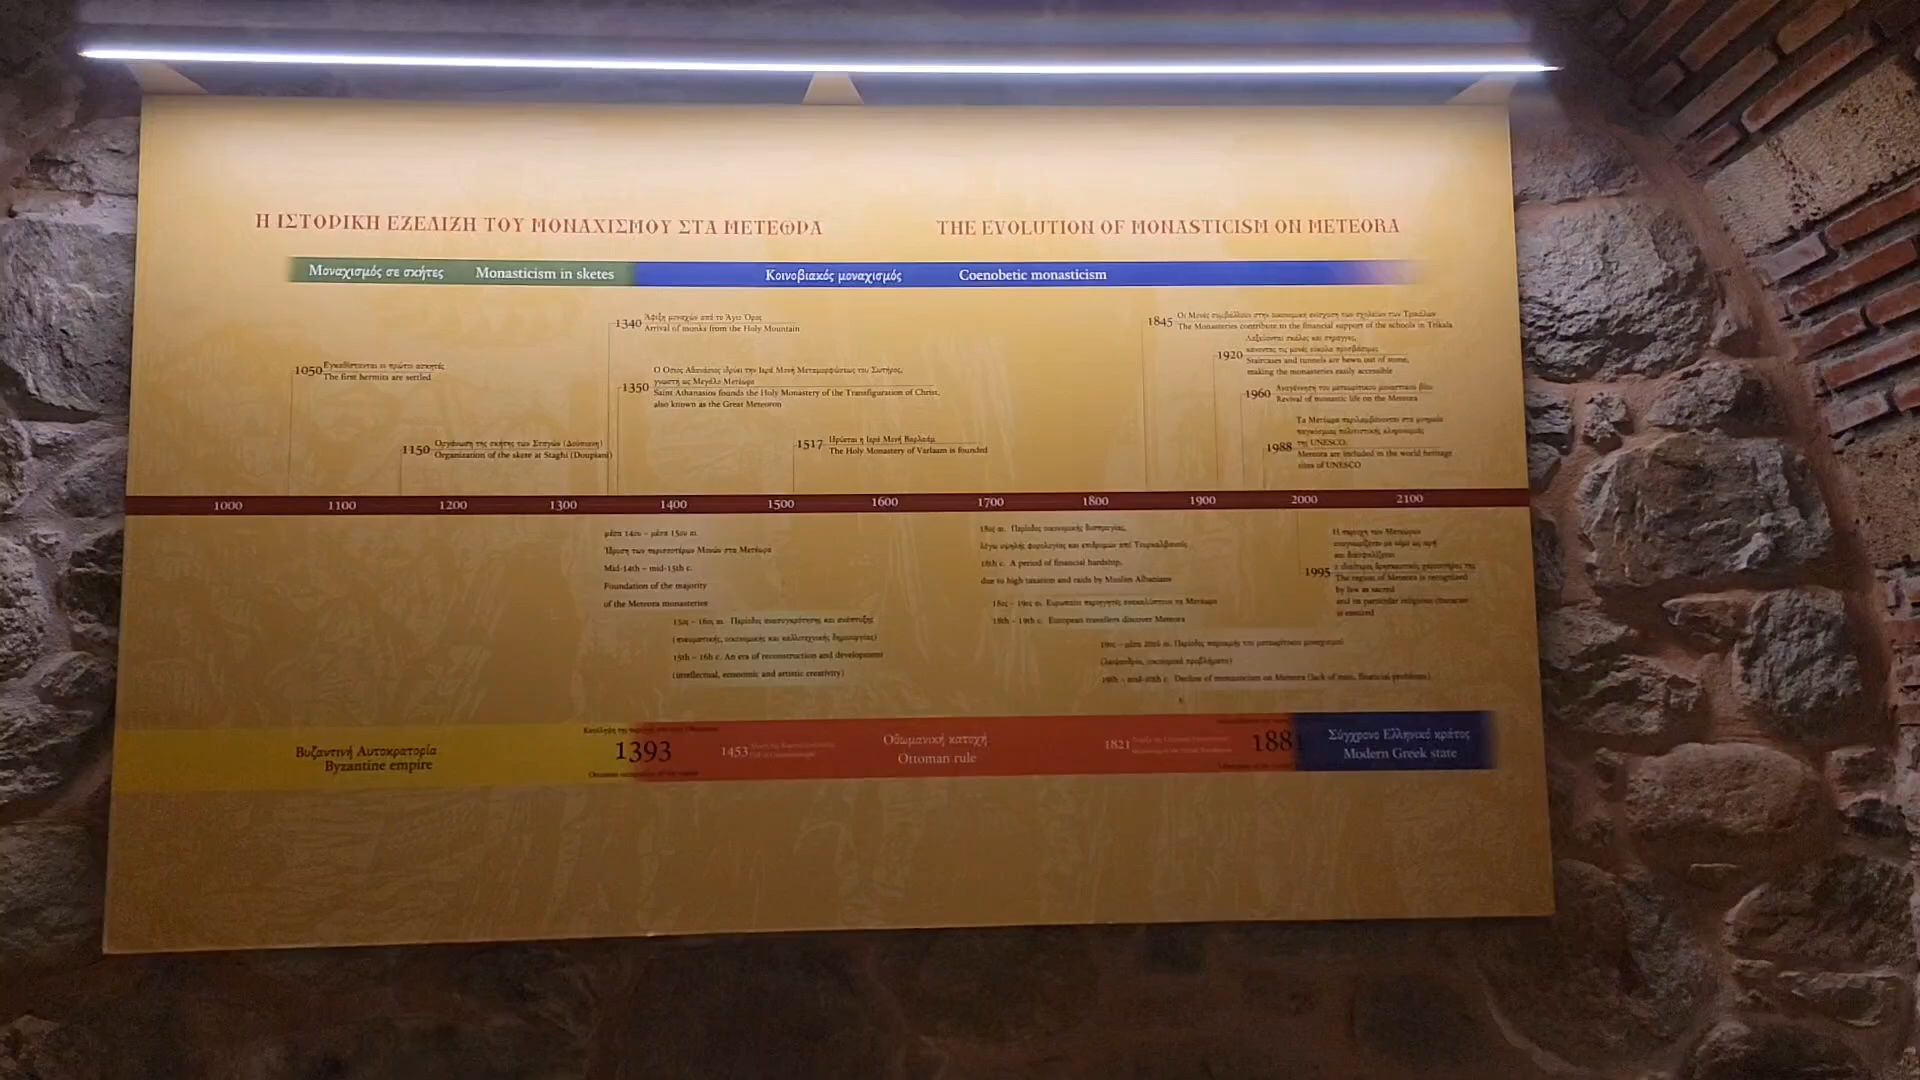 Η ΙΣΤΟΡΙΚΗ ΕΞΕΛΙΞΗ ΤΟΥ ΜΟΝΑΧΙΣΜΟΥ ΣΤΑ ΜΕΤΕΩΡΑ
THE EVOLUTION OF MONASTICISM ON METEORA
Μοναχισμός σε σκήτες Monasticism in sketes
Κοινοβιακός μοναχισμός Coenobetic monasticism
1340 Άφιξη μοναχών από το Άγιο Όρος
Arrival of monks from the Holy Mountain
1845 Οι Μονές συμβάλλουν στην οικονομική ενίσχυση των σχολείων των Τρικάλων
The Monasteries contribute to the financial support of the schools in Trikala
1920 Λαξεύονται σκάλες και σήραγγες,
κάνοντας τις μονές εύκολα προσβάσιμες
Staircases and tunnels are hewn out of stone,
making the monasteries easily accessible
1050 Εγκαθίστανται οι πρώτοι ασκητές
The first hermits are settled
1350 Ο Όσιος Αθανάσιος ιδρύει την Ιερά Μονή Μεταμορφώσεως του Σωτήρος,
γνωστή ως Μεγάλο Μετέωρο
Saint Athanasios founds the Holy Monastery of the Transfiguration of Christ,
also known as the Great Meteoron
1960 Αναγέννηση του μετεωρίτικου μοναστικού βίου
Revival of monastic life on the Meteora
1150 Οργάνωση της σκήτης των Σταγών (Δούπιανη)
Organization of the skete at Staghi (Doupiani)
1517 Ιδρύεται η Ιερά Μονή Βαρλαάμ
The Holy Monastery of Varlaam is founded
1988 Τα Μετέωρα περιλαμβάνονται στα μνημεία
παγκόσμιας πολιτιστικής κληρονομιάς
της UNESCO.
Meteora are included in the world heritage
sites of UNESCO
1000 1100 1200 1300 1400 1500 1600 1700 1800 1900 2000 2100
μέσα 14ου - μέσα 15ου αι.
Ίδρυση των περισσοτέρων Μονών στα Μετέωρα
Mid-14th - mid-15th c.
Foundation of the majority
of the Meteora monasteries
15ος - 16ος αι. Περίοδος ανασυγκρότησης και ανάπτυξης
(πνευματικής, οικονομικής και καλλιτεχνικής δημιουργίας)
15th - 16h c. An era of reconstruction and development
(intellectual, economic and artistic creativity)
18ος αι. Περίοδος οικονομικής δυσπραγίας,
λόγω υψηλής φορολογίας και επιδρομών από Τουρκαλβανούς
18th c. A period of financial hardship,
due to high taxation and raids by Muslim Albanians
18ος - 19ος αι. Ευρωπαίοι περιηγητές ανακαλύπτουν τα Μετέωρα
18th - 19th c. European travellers discover Meteora
19ος - μέσα 20ού αι. Περίοδος παρακμής του μετεωρίτικου μοναχισμού
(λειψανδρία, οικονομικά προβλήματα)
19th - mid-20th c. Decline of monasticism on Meteora (lack of men, financial problems)
1995 Η περιοχή των Μετεώρων
αναγνωρίζεται με νόμο ως ιερή
και διασφαλίζεται
ο ιδιαίτερος θρησκευτικός χαρακτήρας της
The region of Meteora is recognized
by law as sacred
and its particular religious character
is ensured
Βυζαντινή Αυτοκρατορία
Byzantine empire
1393
1453
Οθωμανική κατοχή
Ottoman rule
1821
1881
Σύγχρονο Ελληνικό κράτος
Modern Greek state